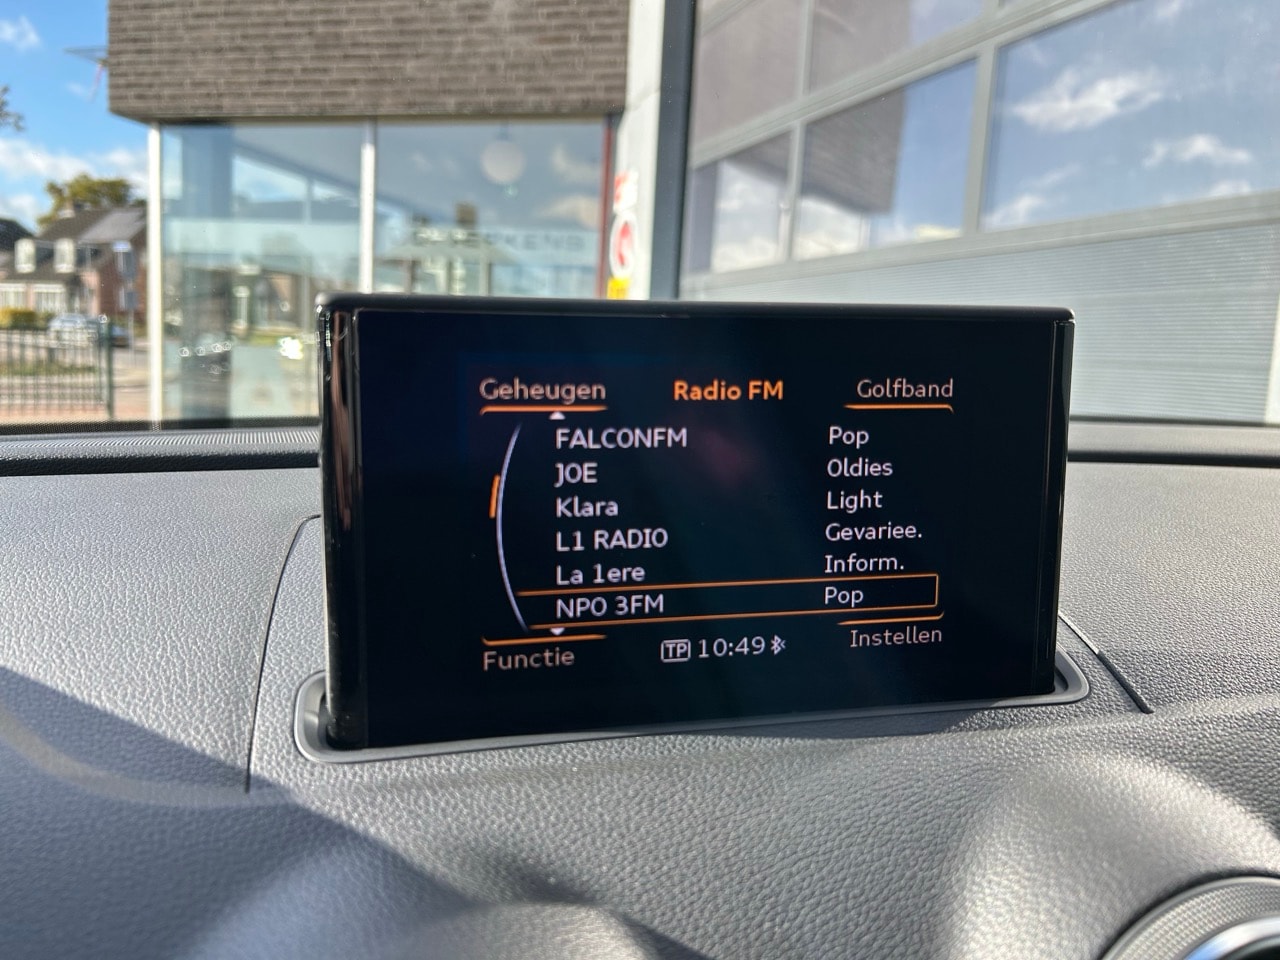 Geheugen Radio FM Golfband
FALCONFM Pop
JOE Oldies
Klara Light
L1 RADIO Gevariee.
La 1ere Inform.
NPO 3FM Pop
Functie TP 10:49 Instellen